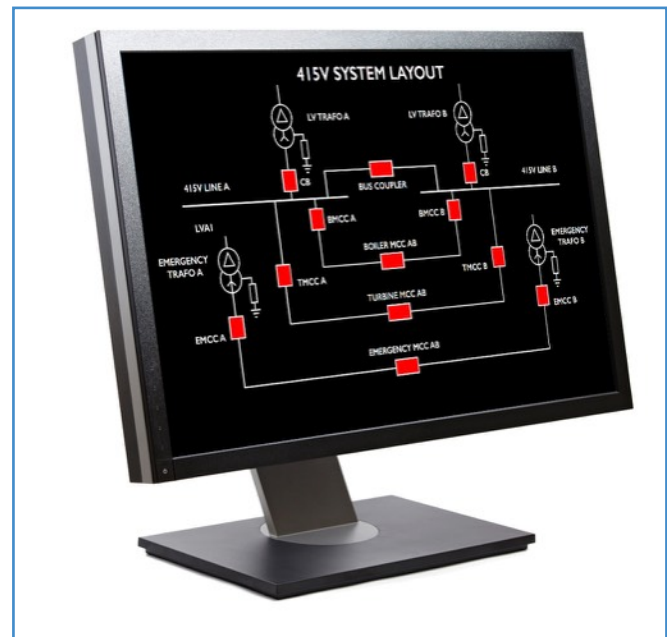 415V SYSTEM LAYOUT
LV TRAFO A
LV TRAFO B
CB
CB
BUS COUPLER
415V LINE A
415V LINE B
BMCC A
BMCC B
LVA1
EMERGENCY
TRAFO A
EMERGENCY
TRAFO B
BOILER MCC AB
TMCC A
TMCC B
TURBINE MCC AB
EMCC A
EMCC B
EMERGENCY MCC AB